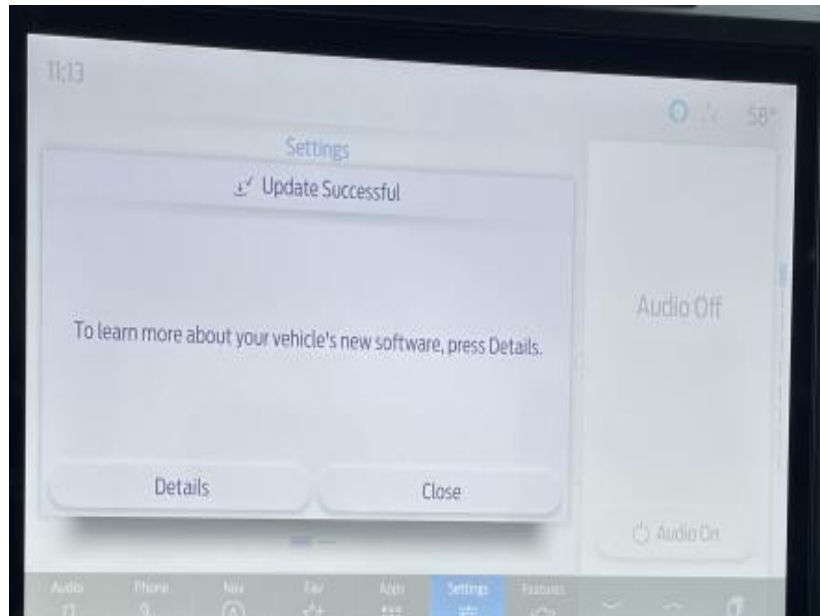 11:13
58°
Settings
Update Successful
Audio Off
To learn more about your vehicle's new software, press Details.
Details
Close
Audio On
Audio
Phone
Nav
Fav
Apps
Settings
Features